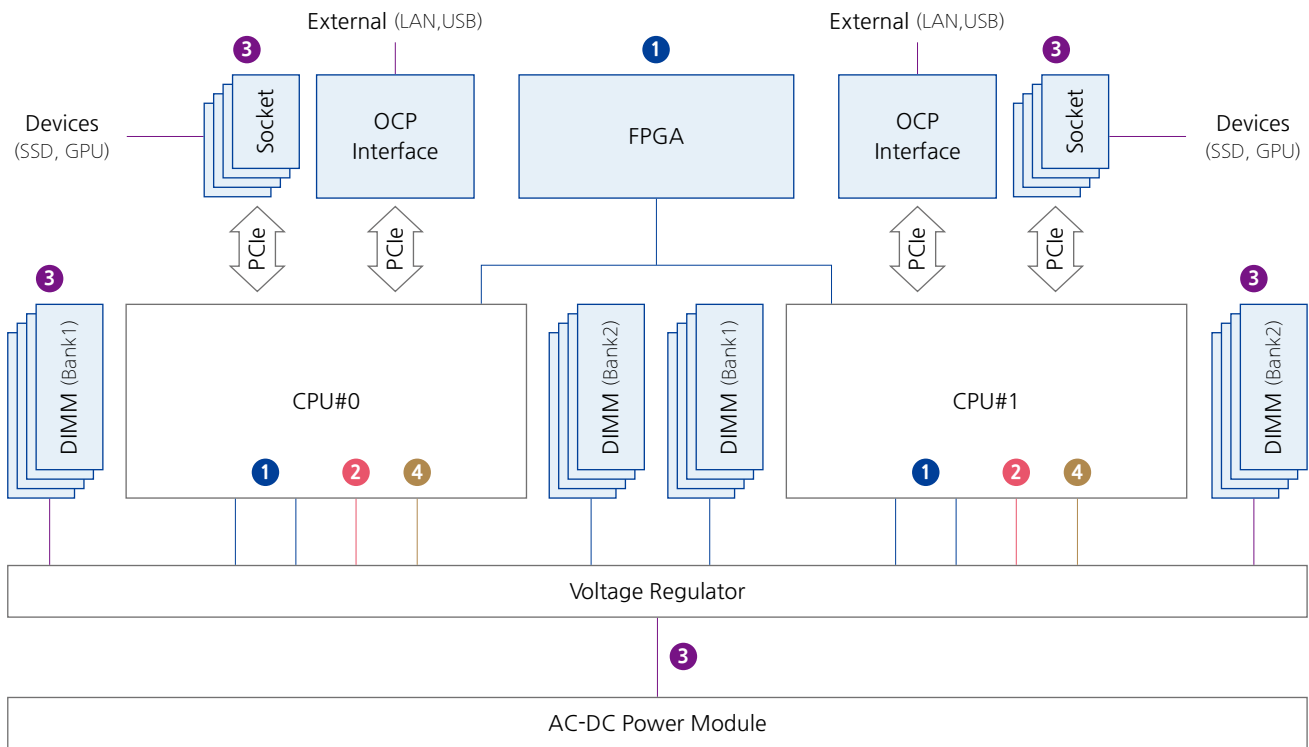 External (LAN,USB)
External (LAN,USB)
3
1
3
Devices
(SSD, GPU)
Socket
OCP
Interface
FPGA
OCP
Interface
Socket
Devices
(SSD, GPU)
PCIe
PCIe
PCIe
PCIe
3
3
DIMM (Bank1)
CPU#0
DIMM (Bank2)
DIMM (Bank1)
CPU#1
DIMM (Bank2)
1
2
4
1
2
4
Voltage Regulator
3
AC-DC Power Module